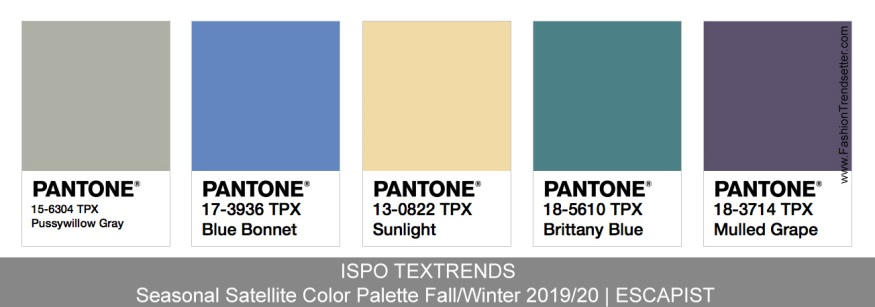 PANTONE®
15-6304 TPX
Pussywillow Gray
PANTONE®
17-3936 TPX
Blue Bonnet
PANTONE®
13-0822 TPX
Sunlight
PANTONE®
18-5610 TPX
Brittany Blue
PANTONE®
18-3714 TPX
Mulled Grape
www.FashionTrendsetter.com
ISPO TEXTRENDS
Seasonal Satellite Color Palette Fall/Winter 2019/20 | ESCAPIST